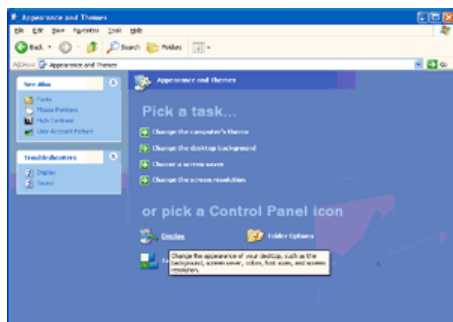 Appearance and Themes
File Edit View Favorites Tools Help
Back Search Folders
Address Appearance and Themes Go
See Also
Fonts
Mouse Pointers
High Contrast
User Account Picture
Troubleshooters
Display
Sound
Appearance and Themes
Pick a task...
Change the computer's theme
Change the desktop background
Choose a screen saver
Change the screen resolution
or pick a Control Panel icon
Display Folder Options
Change the appearance of your desktop, such as the
background, screen saver, colors, font sizes, and screen
resolution.